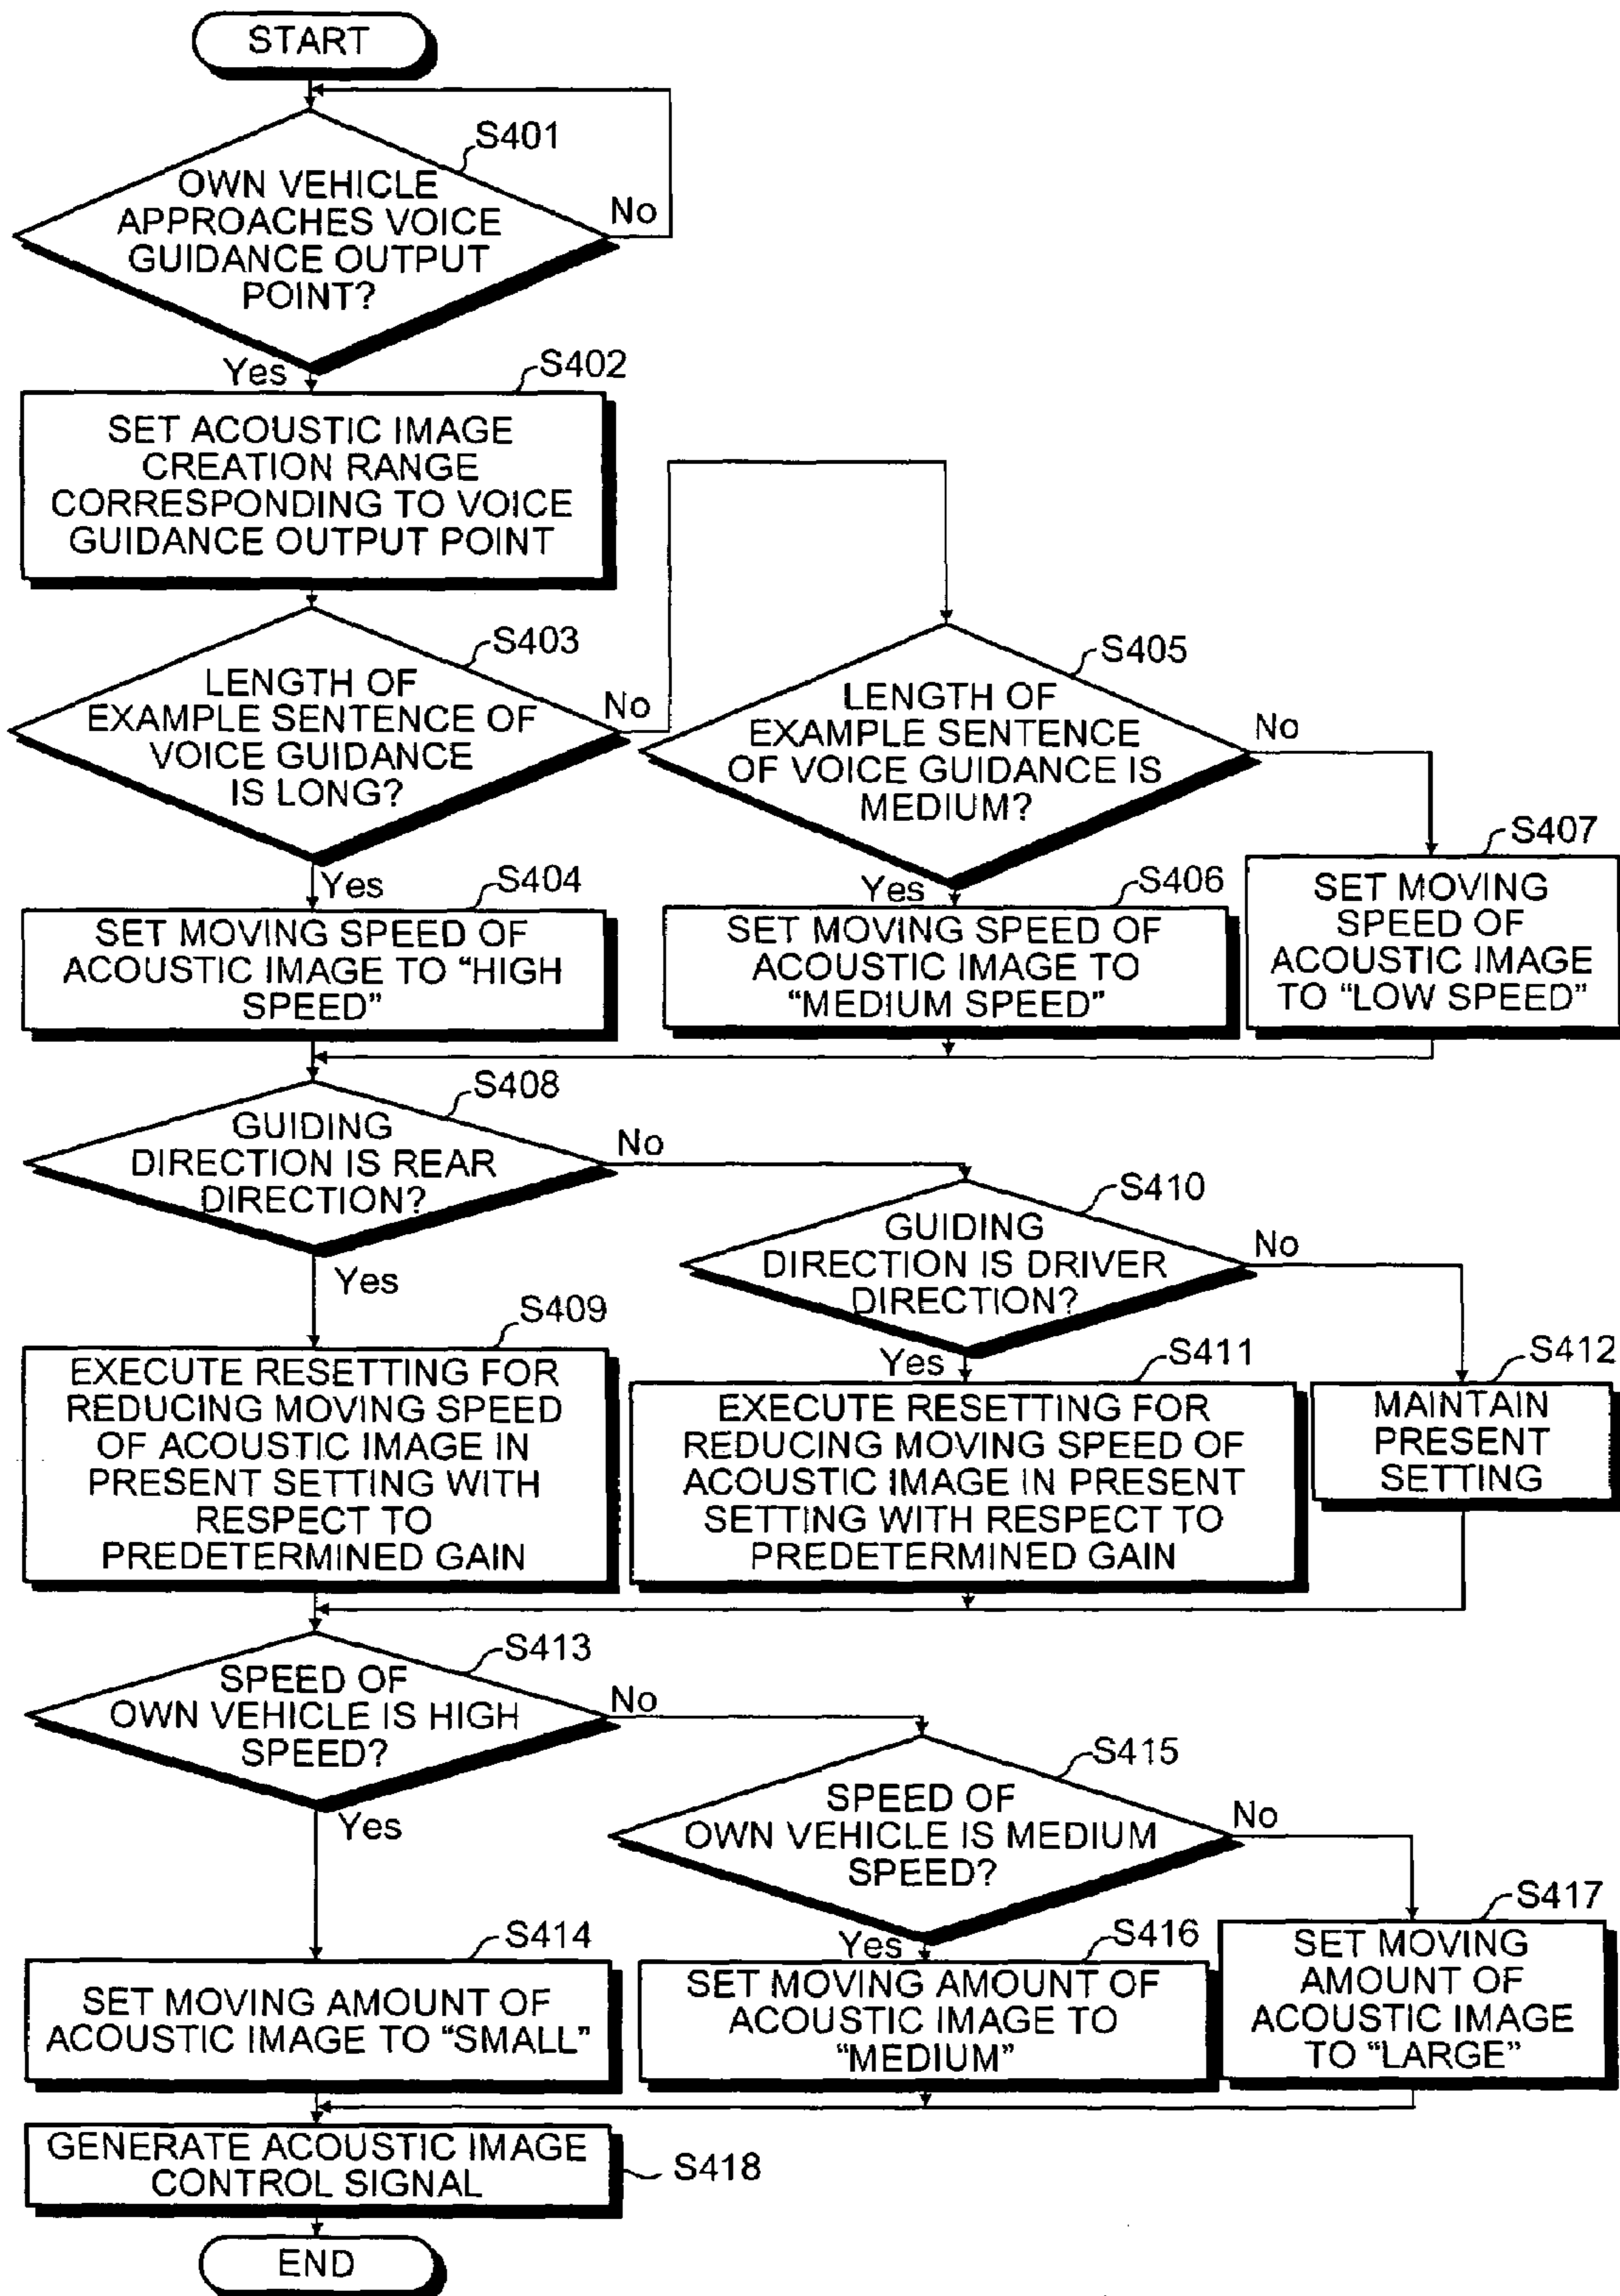 START
S401
OWN VEHICLE
APPROACHES VOICE
GUIDANCE OUTPUT
POINT?
No
Yes
S402
SET ACOUSTIC IMAGE
CREATION RANGE
CORRESPONDING TO VOICE
GUIDANCE OUTPUT POINT
S403
LENGTH OF
EXAMPLE SENTENCE OF
VOICE GUIDANCE
IS LONG?
No
Yes
S404
SET MOVING SPEED OF
ACOUSTIC IMAGE TO “HIGH
SPEED”
S405
LENGTH OF
EXAMPLE SENTENCE
OF VOICE GUIDANCE IS
MEDIUM?
No
Yes
S406
SET MOVING SPEED OF
ACOUSTIC IMAGE TO
“MEDIUM SPEED”
S407
SET MOVING
SPEED OF
ACOUSTIC IMAGE
TO “LOW SPEED”
S408
GUIDING
DIRECTION IS REAR
DIRECTION?
No
Yes
S409
EXECUTE RESETTING FOR
REDUCING MOVING SPEED
OF ACOUSTIC IMAGE IN
PRESENT SETTING WITH
RESPECT TO
PREDETERMINED GAIN
S410
GUIDING
DIRECTION IS DRIVER
DIRECTION?
No
Yes
S411
EXECUTE RESETTING FOR
REDUCING MOVING SPEED OF
ACOUSTIC IMAGE IN PRESENT
SETTING WITH RESPECT TO
PREDETERMINED GAIN
S412
MAINTAIN
PRESENT
SETTING
S413
SPEED OF
OWN VEHICLE IS HIGH
SPEED?
No
Yes
S414
SET MOVING AMOUNT OF
ACOUSTIC IMAGE TO “SMALL”
S415
SPEED OF
OWN VEHICLE IS MEDIUM
SPEED?
No
Yes
S416
SET MOVING AMOUNT OF
ACOUSTIC IMAGE TO
“MEDIUM”
S417
SET MOVING
AMOUNT OF
ACOUSTIC IMAGE
TO “LARGE”
GENERATE ACOUSTIC IMAGE
CONTROL SIGNAL
S418
END